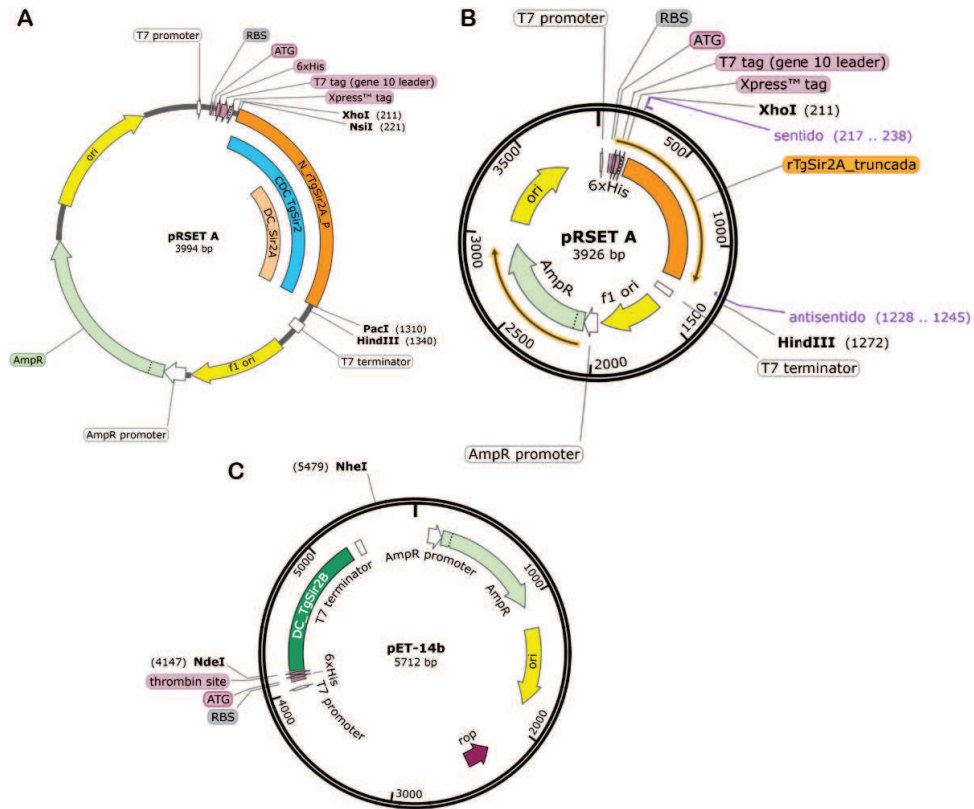 A
T7 promoter
RBS
ATG
6xHis
T7 tag (gene 10 leader)
Xpress™ tag
XhoI (211)
NsiI (221)
ori
N_rTgSir2A_P
CDC_TgSir2
DC_Sir2A
pRSET A
3994 bp
PacI (1310)
HindIII (1340)
T7 terminator
AmpR
f1 ori
AmpR promoter
B
T7 promoter
RBS
ATG
T7 tag (gene 10 leader)
Xpress™ tag
XhoI (211)
sentido (217 .. 238)
rTgSir2A_truncada
3500
500
6xHis
ori
1000
pRSET A
3926 bp
3000
AmpR
f1 ori
antisentido (1228 .. 1245)
1500
HindIII (1272)
2500
T7 terminator
2000
AmpR promoter
C
(5479) NheI
5000
AmpR promoter
1000
T7 terminator
AmpR
DC_TgSir2B
pET-14b
5712 bp
ori
(4147) NdeI
6xHis
thrombin site
ATG
T7 promoter
RBS
4000
2000
rop
3000